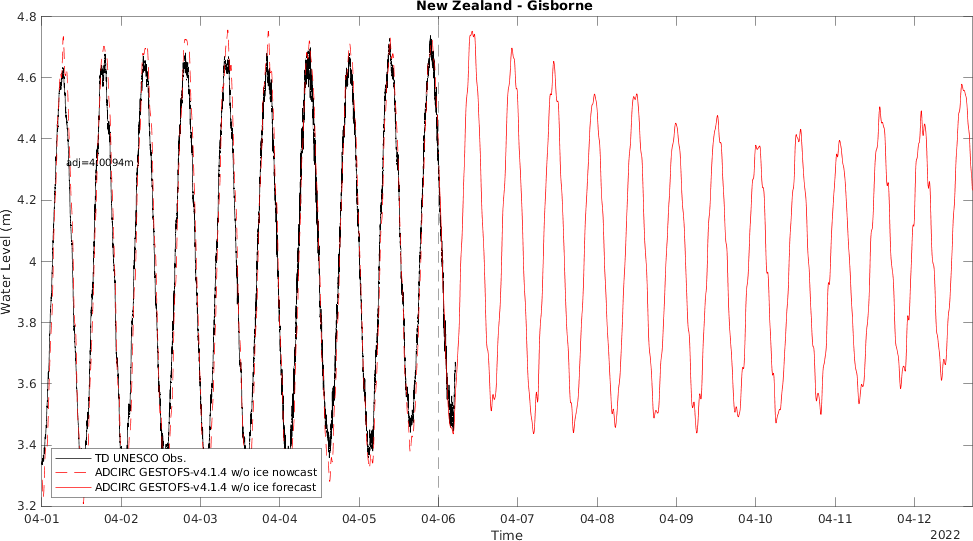 New Zealand - Gisborne
4.8
4.6
4.4
4.2
4
3.8
3.6
3.4
3.2
Water Level (m)
adj=4.0094m
TD UNESCO Obs.
ADCIRC GESTOFS-v4.1.4 w/o ice nowcast
ADCIRC GESTOFS-v4.1.4 w/o ice forecast
04-01 04-02 04-03 04-04 04-05 04-06 04-07 04-08 04-09 04-10 04-11 04-12
Time
2022